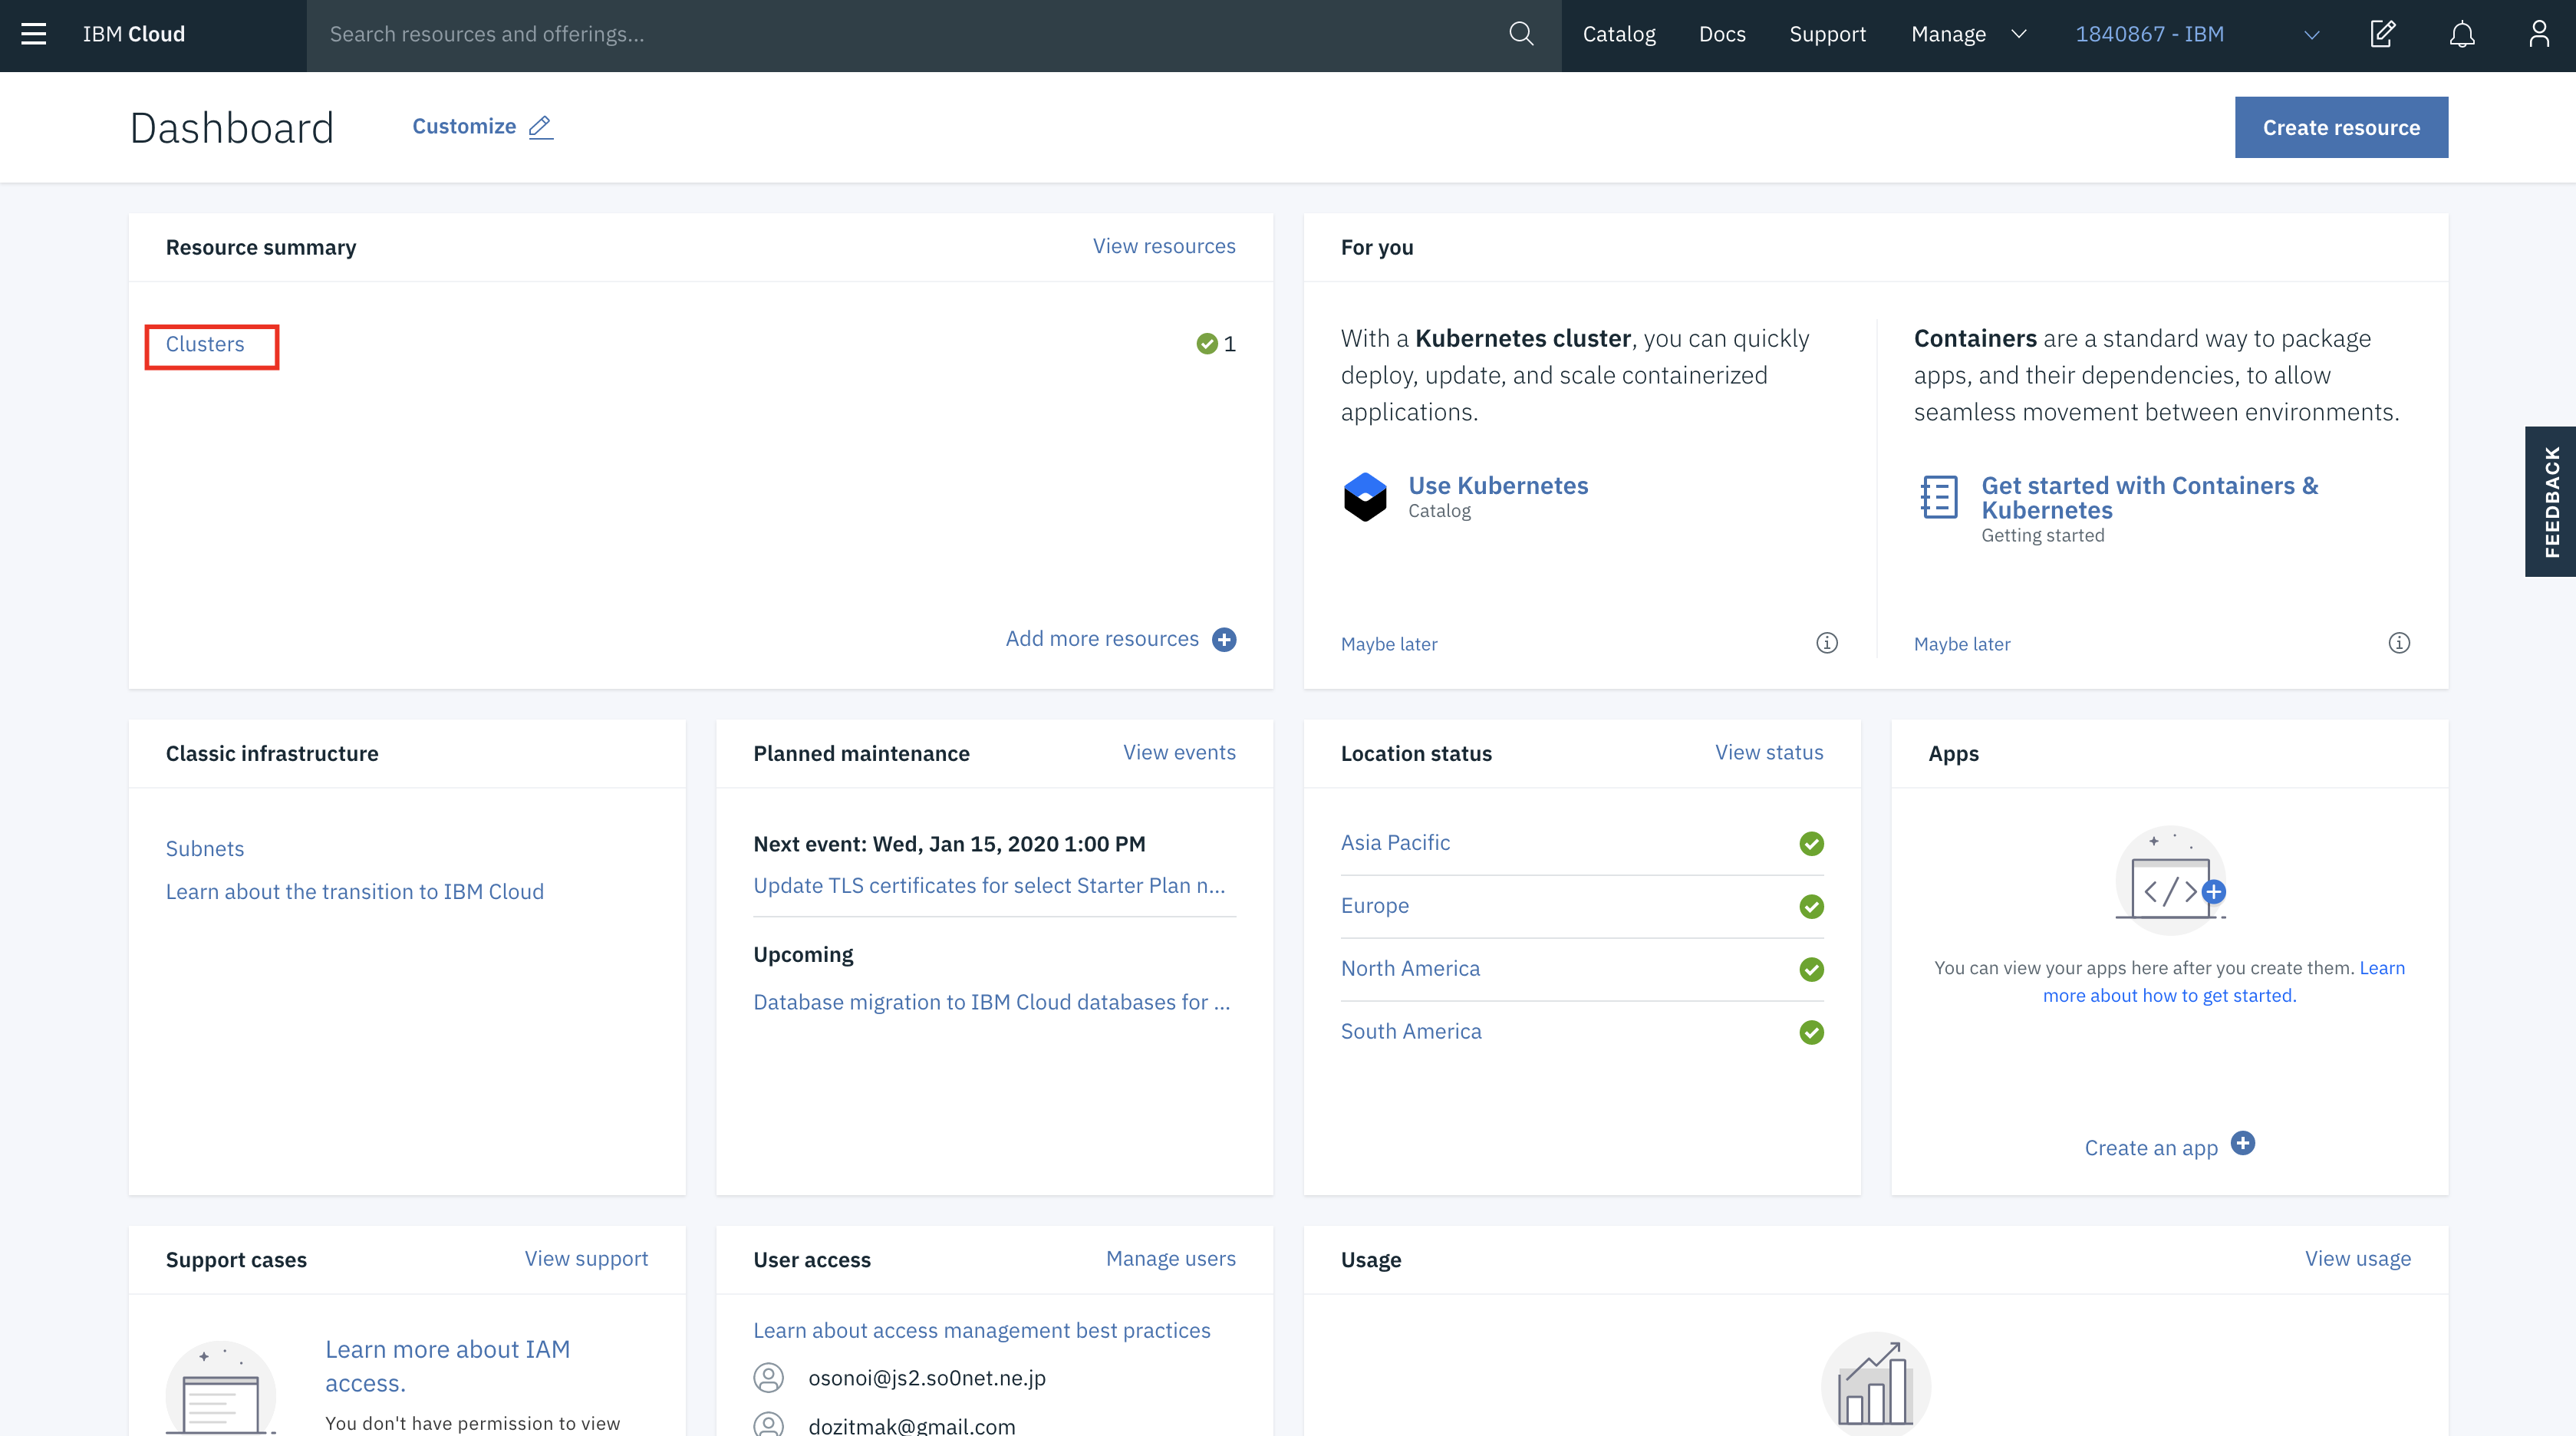 IBM Cloud
Search resources and offerings...
Catalog
Docs
Support
Manage
1840867 - IBM
Dashboard
Customize
Create resource
Resource summary
View resources
Clusters
1
Add more resources
For you
With a Kubernetes cluster, you can quickly
deploy, update, and scale containerized
applications.
Use Kubernetes
Catalog
Maybe later
Containers are a standard way to package
apps, and their dependencies, to allow
seamless movement between environments.
Get started with Containers &
Kubernetes
Getting started
Maybe later
FEEDBACK
Classic infrastructure
Subnets
Learn about the transition to IBM Cloud
Planned maintenance
View events
Next event: Wed, Jan 15, 2020 1:00 PM
Update TLS certificates for select Starter Plan n...
Upcoming
Database migration to IBM Cloud databases for ...
Location status
View status
Asia Pacific
Europe
North America
South America
Apps
You can view your apps here after you create them. Learn
more about how to get started.
Create an app
Support cases
View support
Learn more about IAM
access.
You don't have permission to view
User access
Manage users
Learn about access management best practices
osonoi@js2.so0net.ne.jp
dozitmak@gmail.com
Usage
View usage